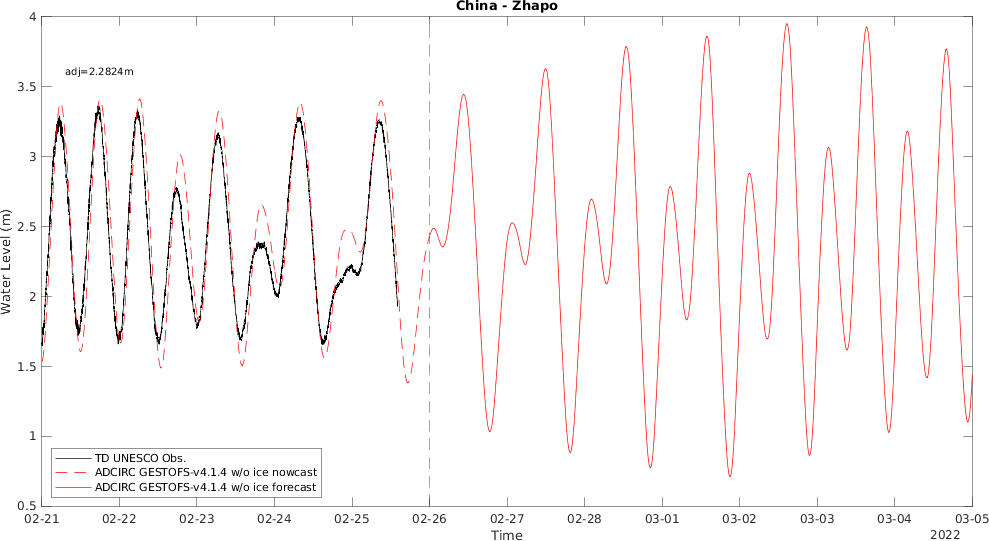 China - Zhapo
adj=2.2824m
4
3.5
3
2.5
2
1.5
1
0.5
Water Level (m)
TD UNESCO Obs.
ADCIRC GESTOFS-v4.1.4 w/o ice nowcast
ADCIRC GESTOFS-v4.1.4 w/o ice forecast
02-21 02-22 02-23 02-24 02-25 02-26 02-27 02-28 03-01 03-02 03-03 03-04 03-05
Time
2022